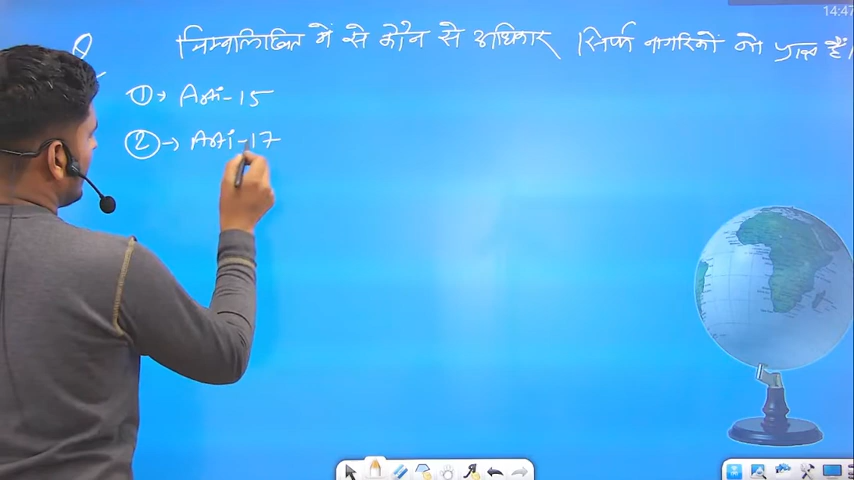 14:47
Q निम्नलिखित में से कौन से अधिकार सिर्फ नागरिकों को प्राप्त हैं।
① → Arti-15
② → Arti-17